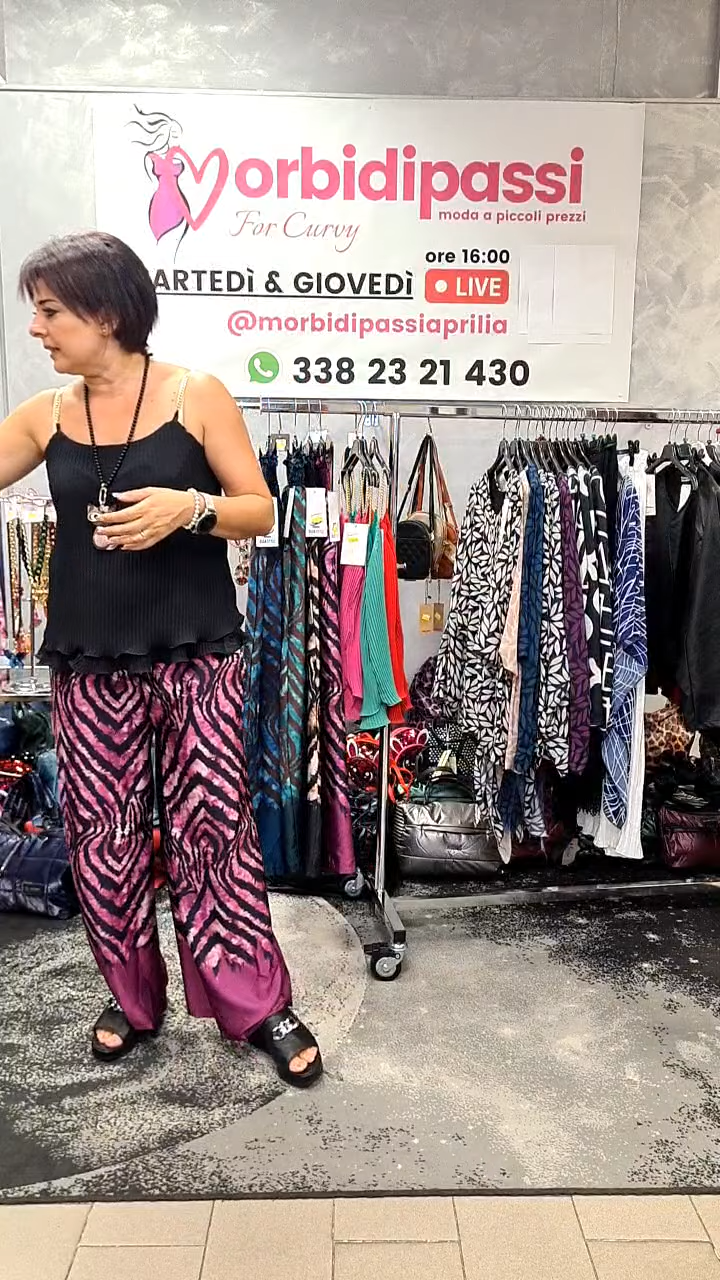 Morbidipassi
moda a piccoli prezzi
For Curvy
ore 16:00
ARTEDÌ & GIOVEDÌ
LIVE
@morbidipassiaprilia
338 23 21 430